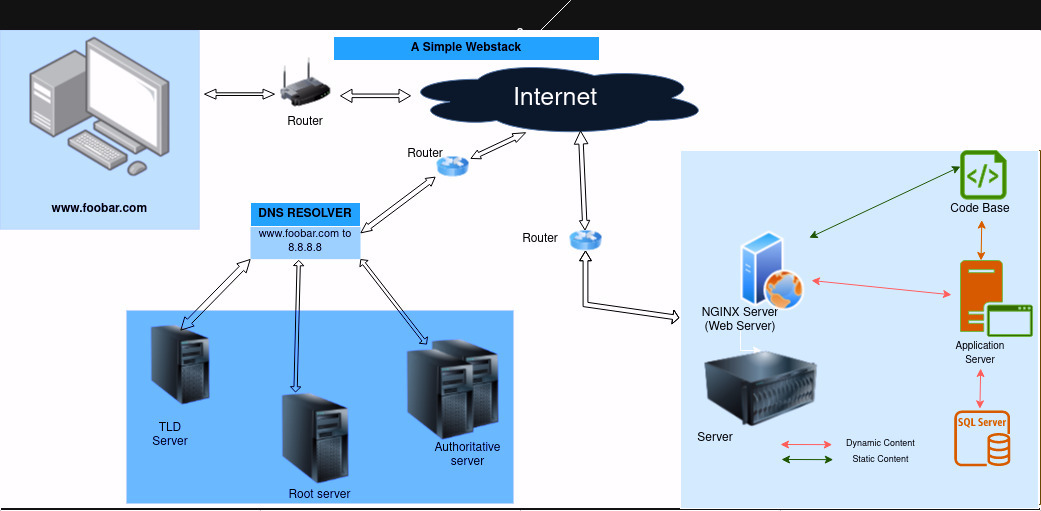 A Simple Webstack
Internet
Router
www.foobar.com
Router
DNS RESOLVER
www.foobar.com to
8.8.8.8
TLD
Server
Root server
Authoritative
server
Router
</>
Code Base
NGINX Server
(Web Server)
Application
Server
SQL Server
Server
Dynamic Content
Static Content